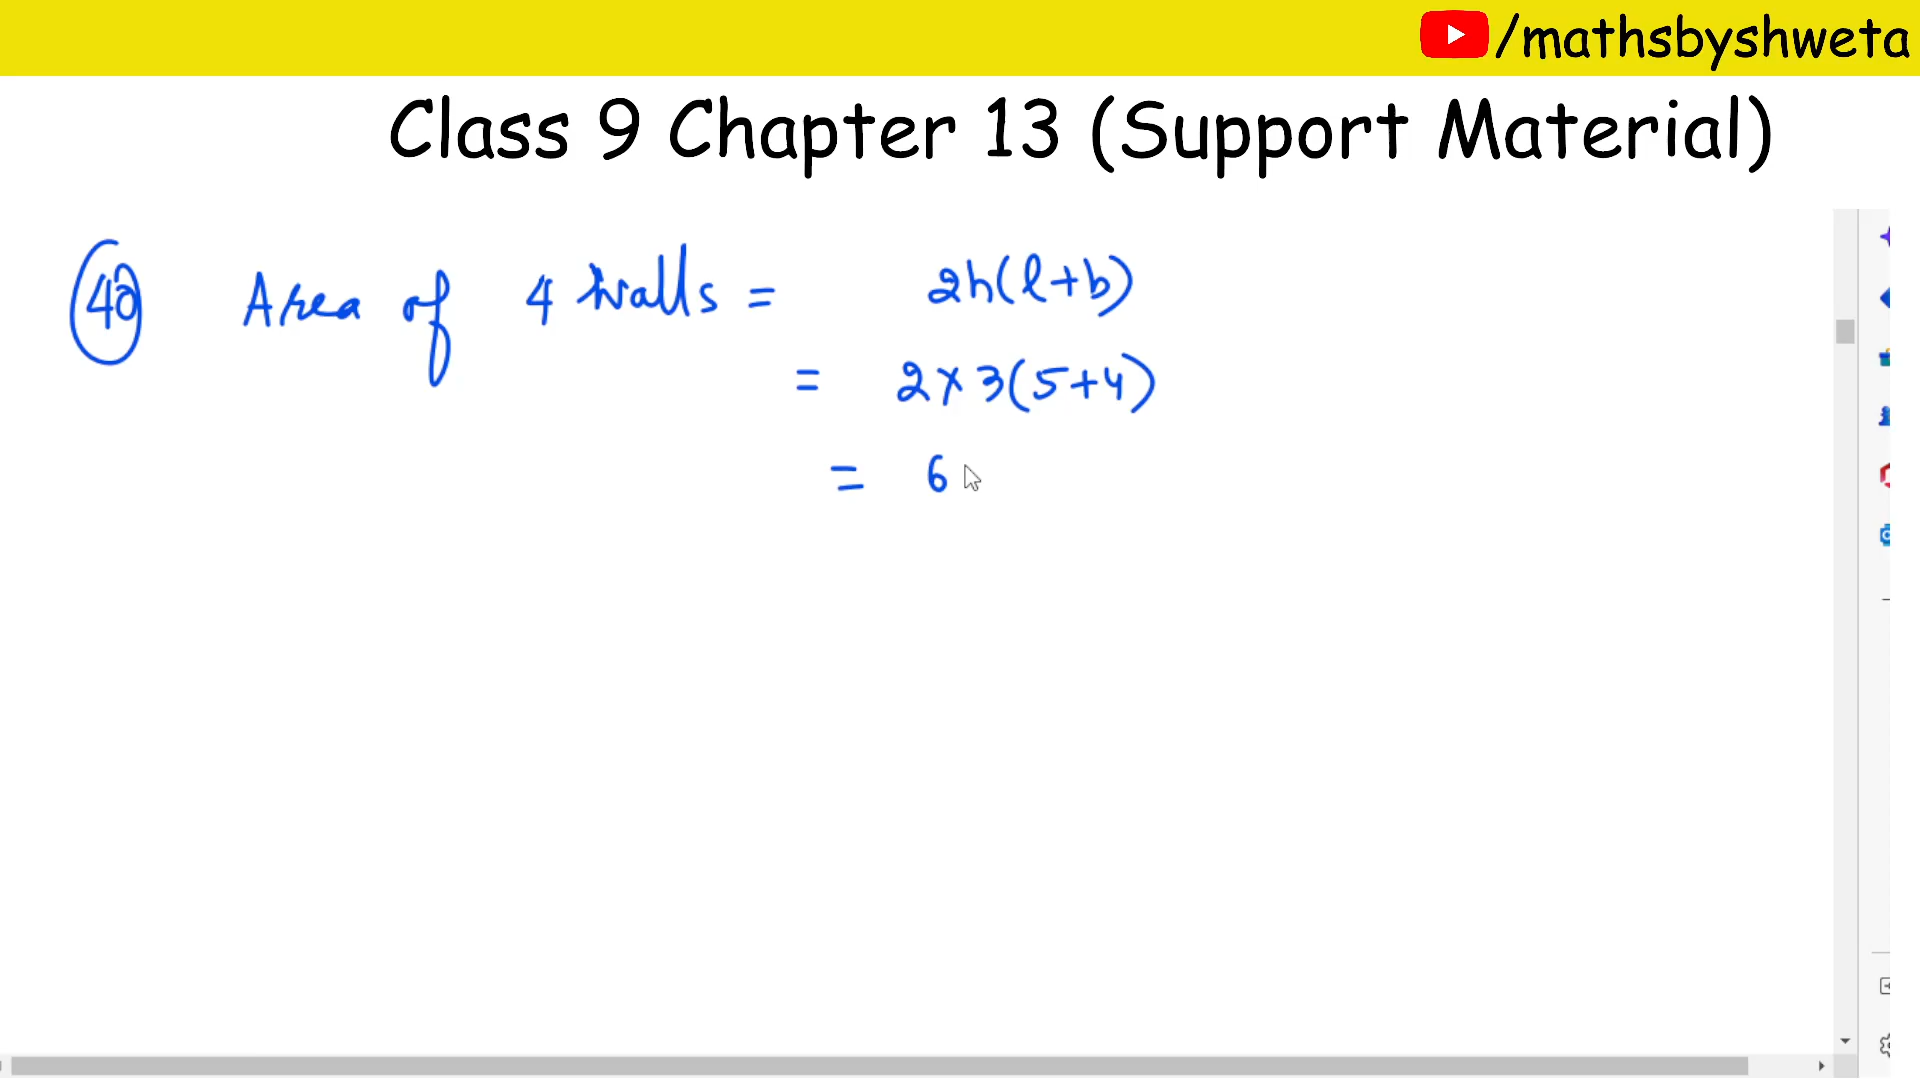 /mathsbyshweta
Class 9 Chapter 13 (Support Material)
40 Area of 4 walls = 2h(l+b)
= 2×3(5+4)
= 6